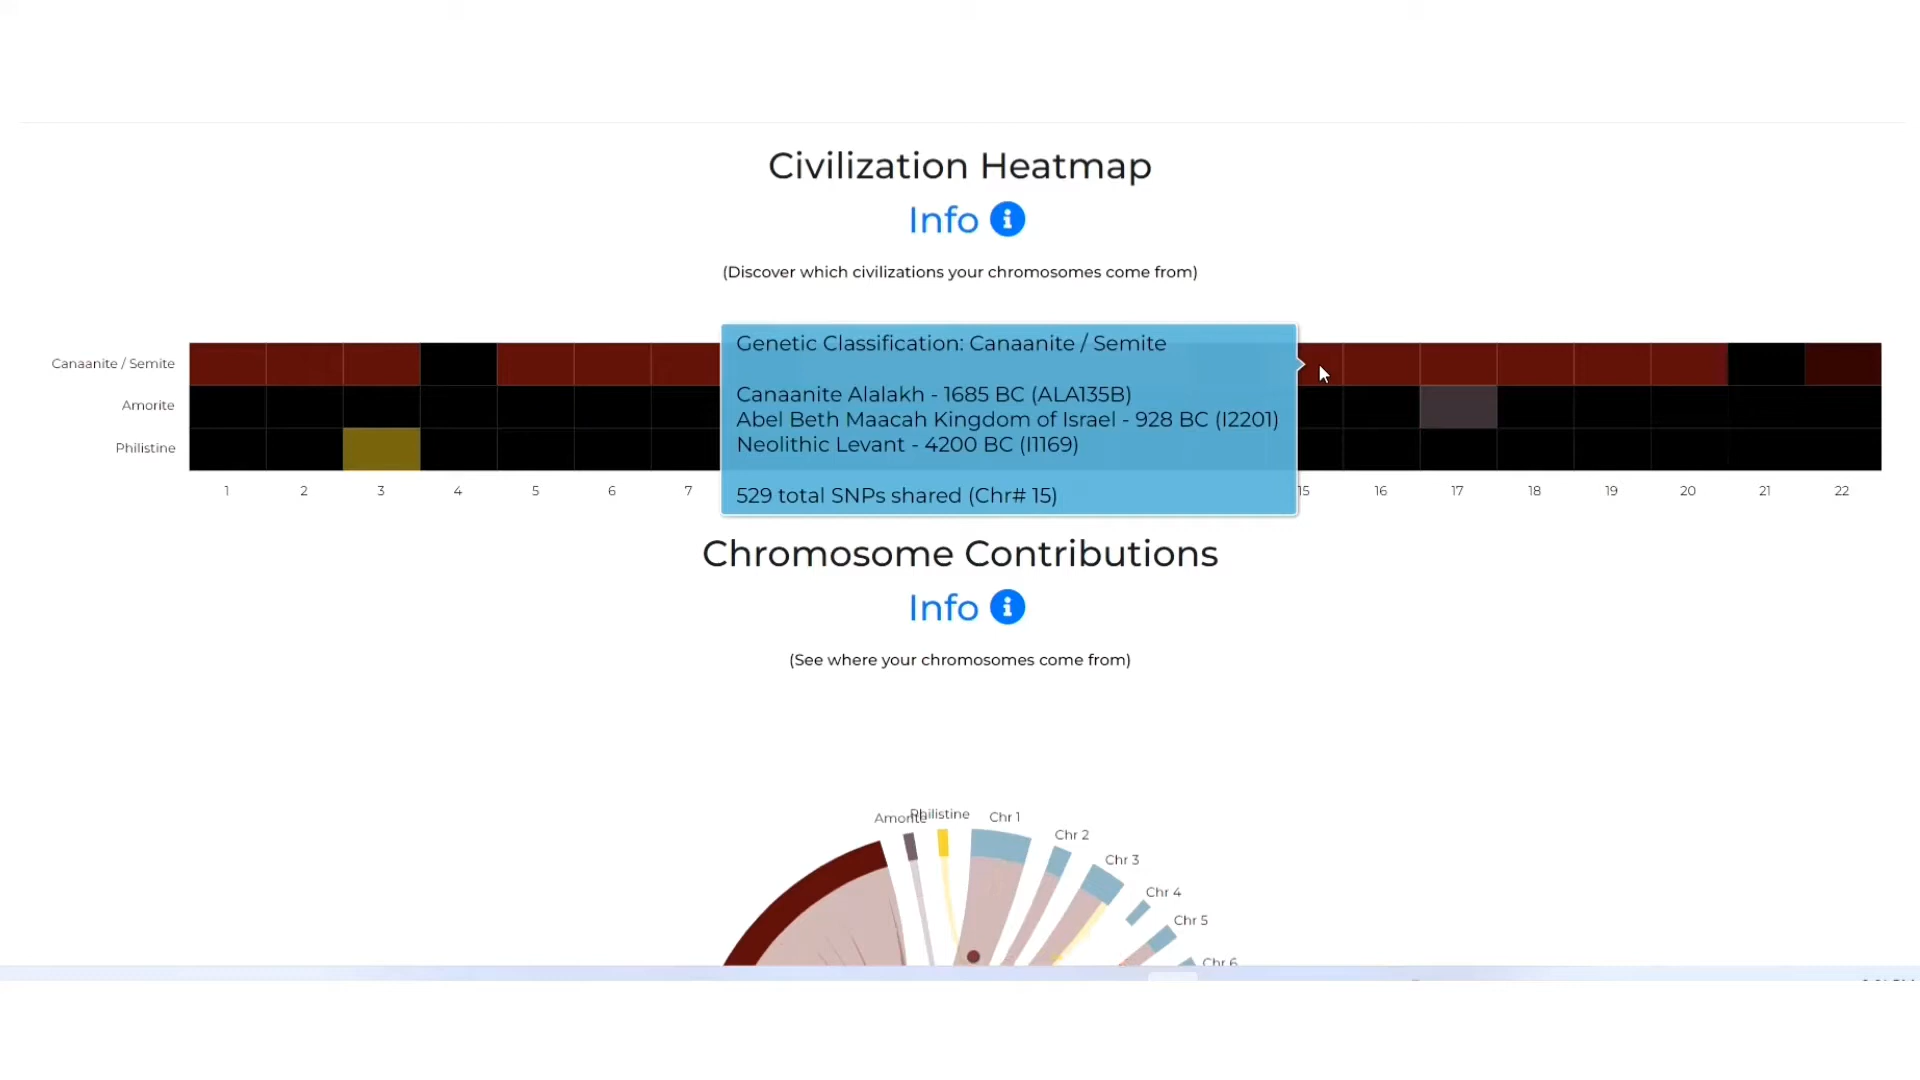 Civilization Heatmap
Info
(Discover which civilizations your chromosomes come from)
Canaanite / Semite
Amorite
Philistine
Genetic Classification: Canaanite / Semite
Canaanite Alalakh - 1685 BC (ALA135B)
Abel Beth Maacah Kingdom of Israel - 928 BC (I2201)
Neolithic Levant - 4200 BC (I1169)
529 total SNPs shared (Chr# 15)
1 2 3 4 5 6 7 15 16 17 18 19 20 21 22
Chromosome Contributions
Info
(See where your chromosomes come from)
Amorite
Philistine
Chr 1
Chr 2
Chr 3
Chr 4
Chr 5
Chr 6